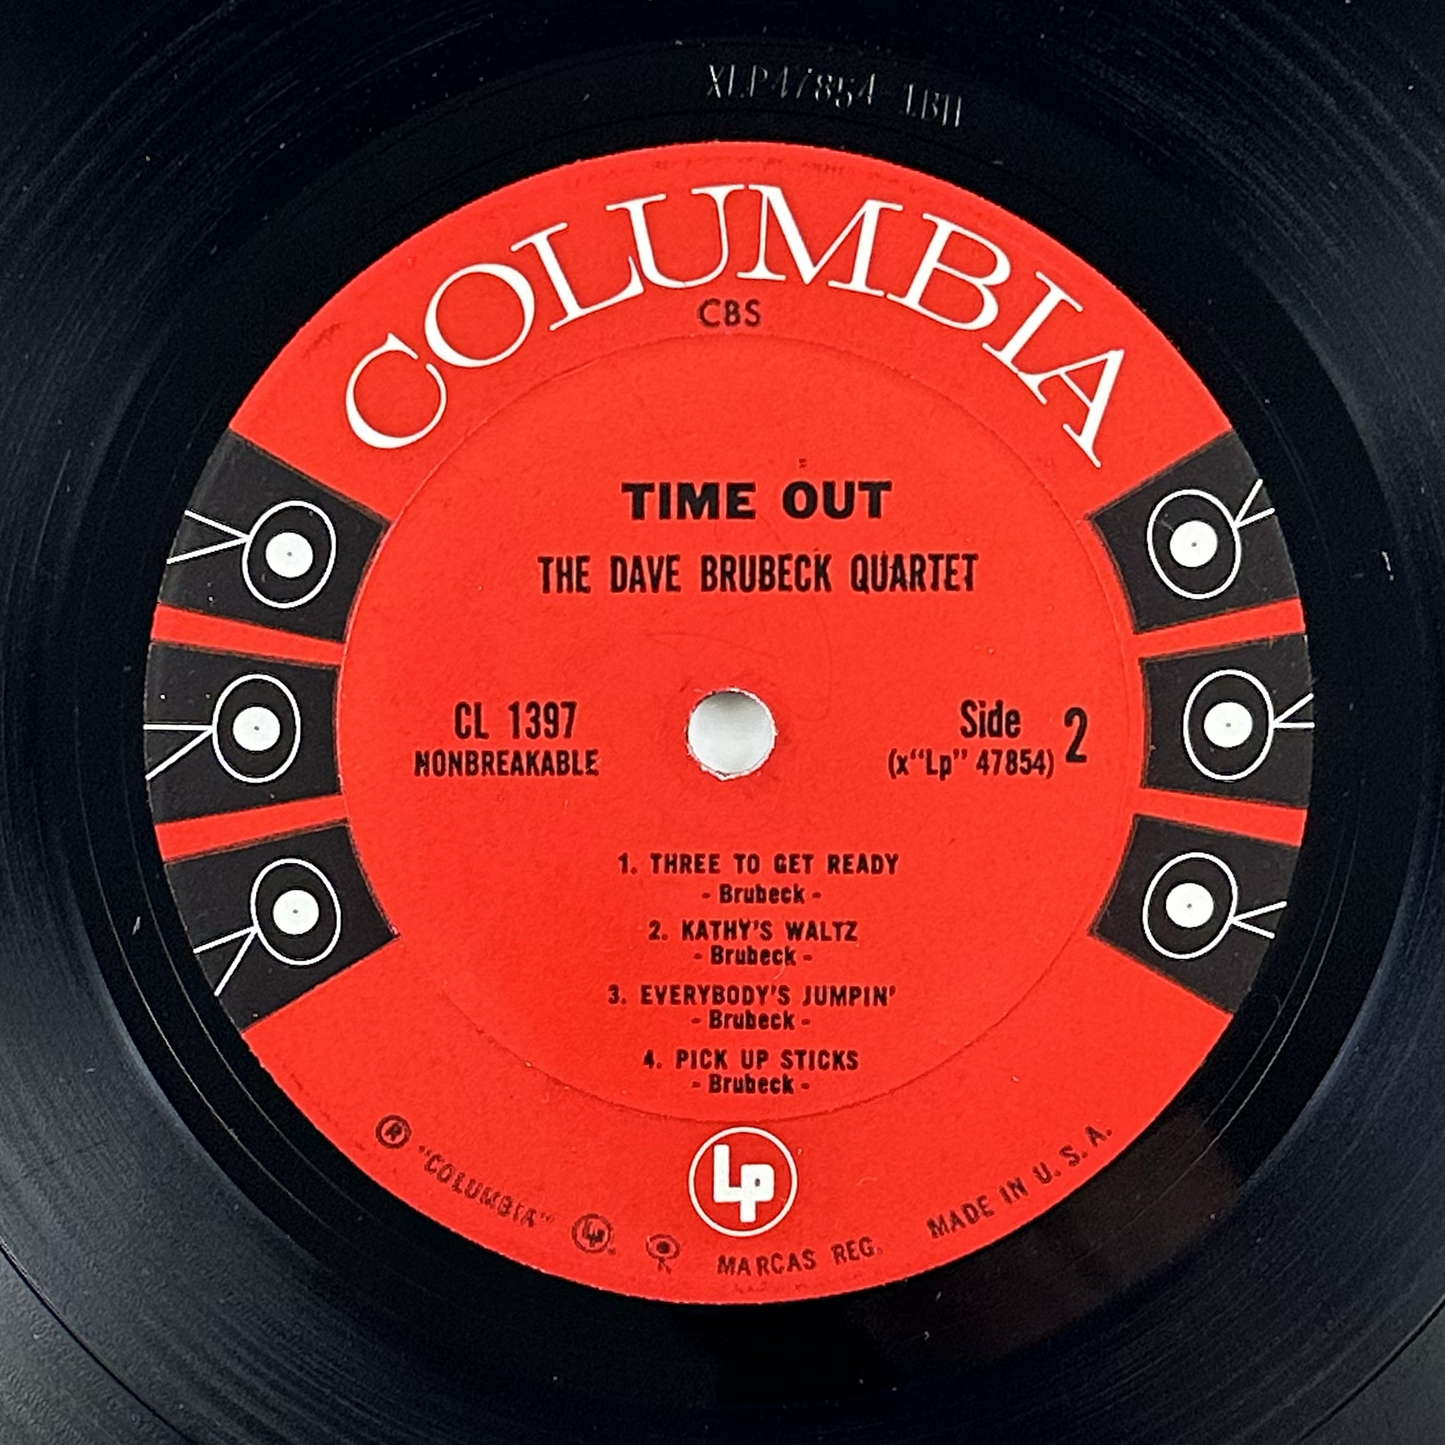 XLP47854-1BH
COLUMBIA
CBS
TIME OUT
THE DAVE BRUBECK QUARTET
CL 1397
NONBREAKABLE
Side 2
(x“Lp” 47854)
1. THREE TO GET READY
- Brubeck -
2. KATHY'S WALTZ
- Brubeck -
3. EVERYBODY'S JUMPIN'
- Brubeck -
4. PICK UP STICKS
- Brubeck -
Lp
® “COLUMBIA” Lp® MARCAS REG. MADE IN U. S. A.